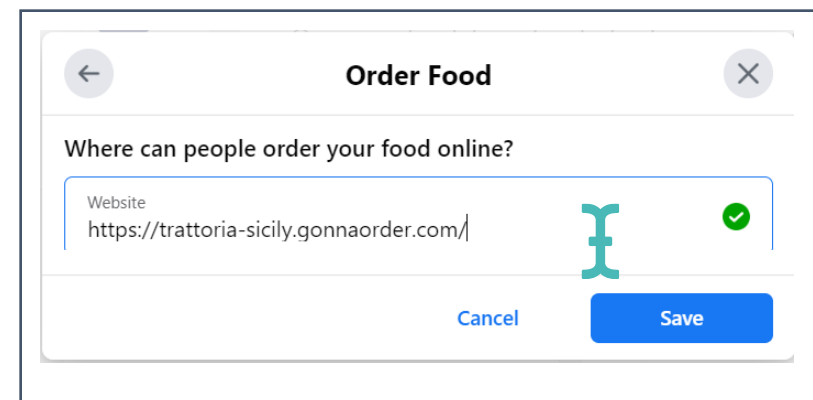 Order Food
Where can people order your food online?
Website
https://trattoria-sicily.gonnaorder.com/
Cancel
Save